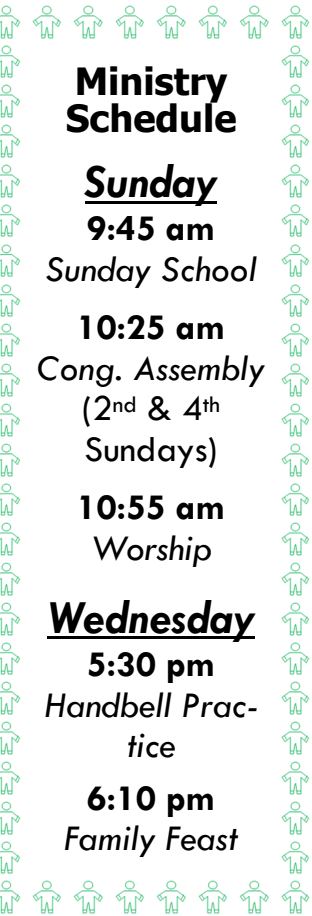 Ministry
Schedule
Sunday
9:45 am
Sunday School
10:25 am
Cong. Assembly
(2nd & 4th
Sundays)
10:55 am
Worship
Wednesday
5:30 pm
Handbell Prac-
tice
6:10 pm
Family Feast